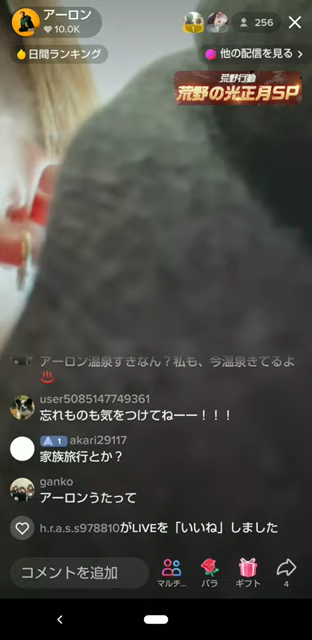 アーロン
10.0K
256
日間ランキング
他の配信を見る
荒野行動
荒野の光正月SP
アーロン温泉すきなん？私も、今温泉きてるよ
♨️
user5085147749361
忘れものも気をつけてねーー！！！
1 akari29117
家族旅行とか？
ganko
アーロンうたって
h.r.a.s.s978810がLIVEを「いいね」しました
コメントを追加
マルチ...
バラ
ギフト
4